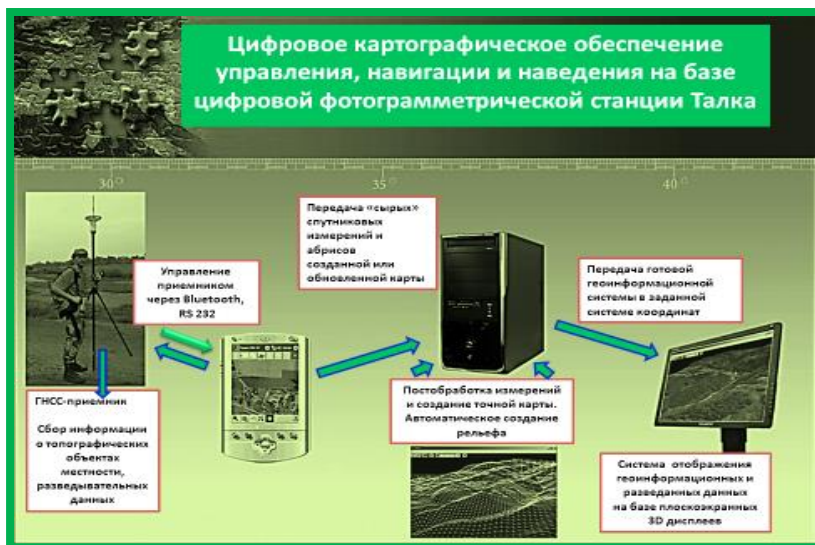 Цифровое картографическое обеспечение
управления, навигации и наведения на базе
цифровой фотограмметрической станции Талка
30°
35
40°
Передача «сырых»
спутниковых
измерений и
абрисов
созданной или
обновленной карты
Управление
приемником
через Bluetooth,
RS 232
Передача готовой
геоинформационной
системы в заданной
системе координат
ГНСС-приемник
Сбор информации
о топографических
объектах
местности,
разведывательных
данных
Постобработка измерений
и создание точной карты.
Автоматическое создание
рельефа
Система отображения
геоинформационных и
разведанных данных
на базе плоскоэкранных
3D дисплеев